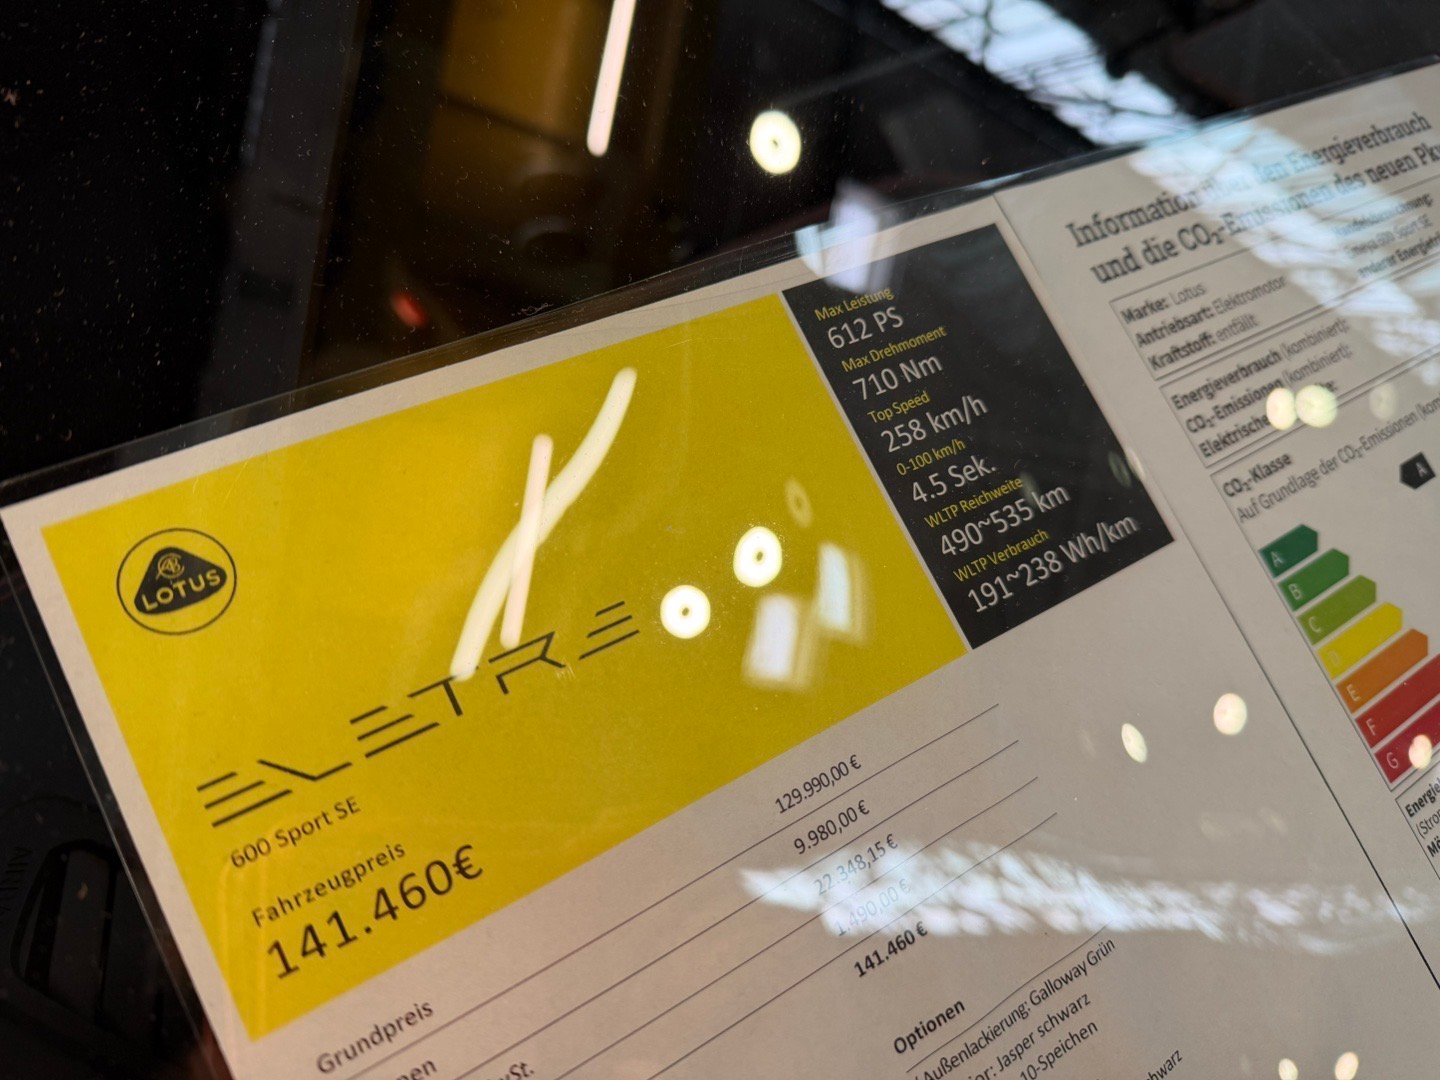 LOTUS
ELETRE
600 Sport SE
Fahrzeugpreis
141.460€
Max Leistung
612 PS
Max Drehmoment
710 Nm
Top Speed
258 km/h
0-100 km/h
4.5 Sek.
WLTP Reichweite
490~535 km
WLTP Verbrauch
191~238 Wh/km
Grundpreis
129.990,00 €
9.980,00 €
22.348,15 €
1.490,00 €
141.460 €
Optionen
Außenlackierung: Galloway Grün
Jasper schwarz
10-Speichen
Information über den Energieverbrauch
und die CO₂-Emissionen des neuen
Marke: Lotus
Antriebsart: Elektromotor
Kraftstoff: entfällt
Energieverbrauch (kombiniert):
CO₂-Emissionen (kombiniert):
CO₂-Klasse
Auf Grundlage der CO₂-Emissionen
A
A
B
C
D
E
F
G